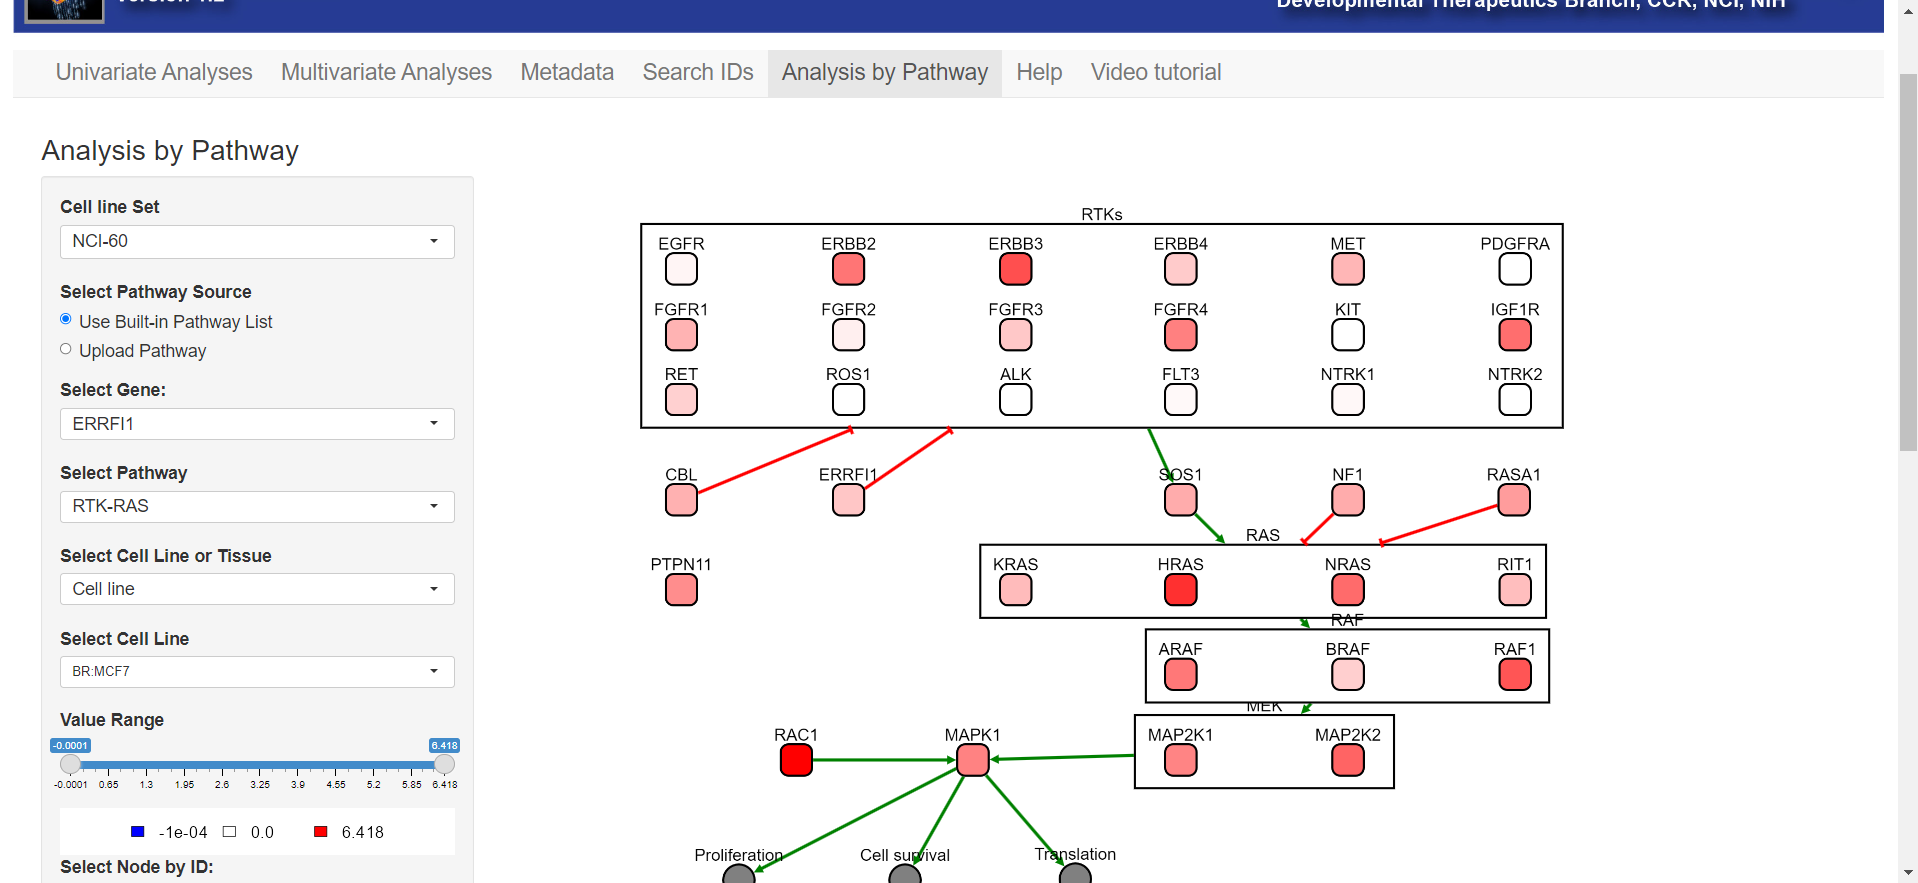 Version 1.2
Developmental Therapeutics Branch, CCR, NCI, NIH
Univariate Analyses Multivariate Analyses Metadata Search IDs Analysis by Pathway Help Video tutorial
Analysis by Pathway
Cell line Set
NCI-60
Select Pathway Source
Use Built-in Pathway List
Upload Pathway
Select Gene:
ERRFI1
Select Pathway
RTK-RAS
Select Cell Line or Tissue
Cell line
Select Cell Line
BR:MCF7
Value Range
-0.0001 6.418
-0.0001 0.65 1.3 1.95 2.6 3.25 3.9 4.55 5.2 5.85 6.418
-1e-04 0.0 6.418
Select Node by ID:
RTKs
EGFR ERBB2 ERBB3 ERBB4 MET PDGFRA
FGFR1 FGFR2 FGFR3 FGFR4 KIT IGF1R
RET ROS1 ALK FLT3 NTRK1 NTRK2
CBL ERRFI1 SOS1 NF1 RASA1
RAS
PTPN11 KRAS HRAS NRAS RIT1
RAF
ARAF BRAF RAF1
MEK
RAC1 MAPK1 MAP2K1 MAP2K2
Proliferation Cell survival Translation